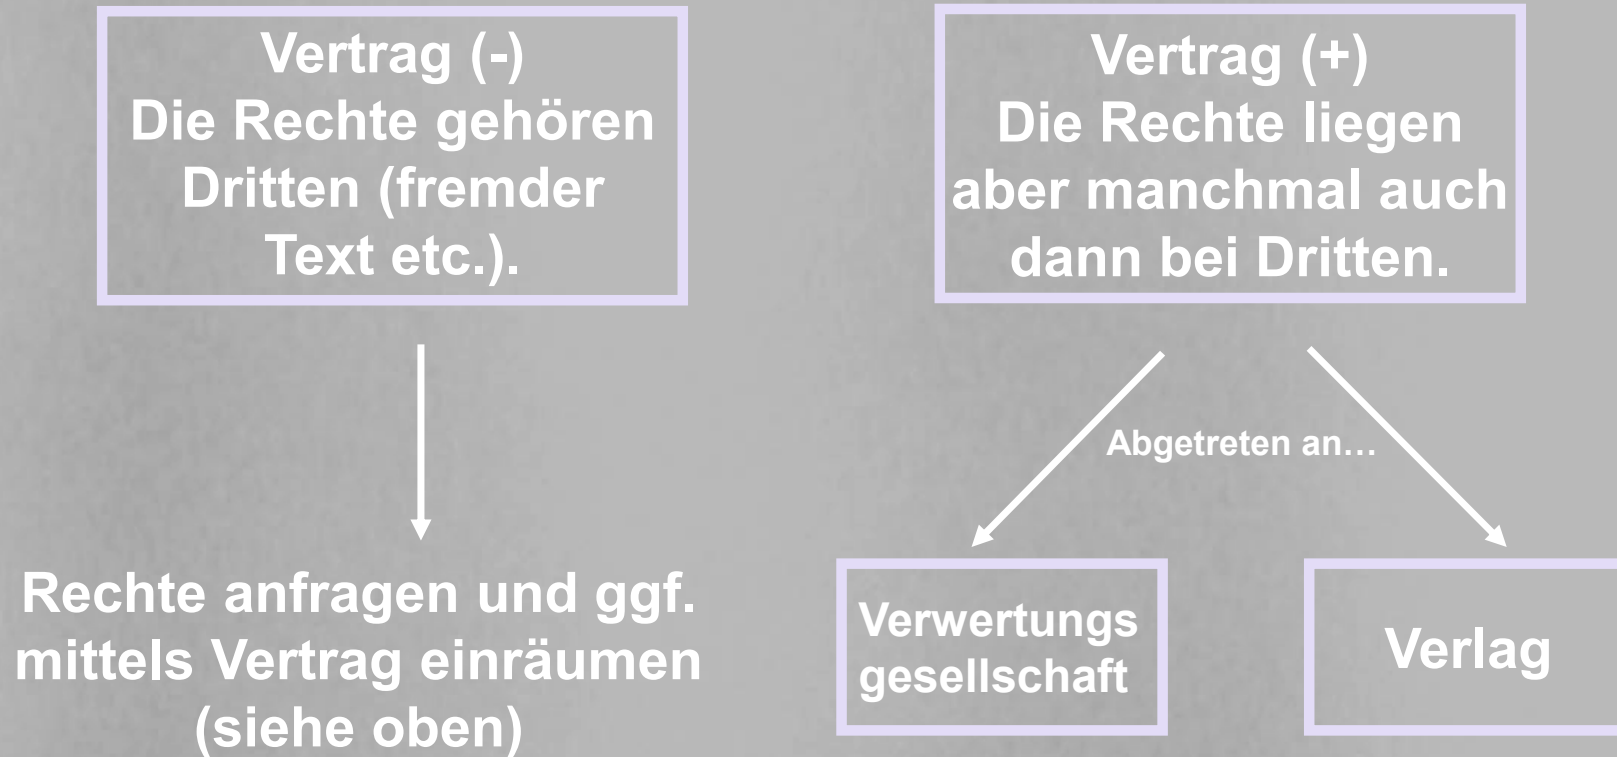 Vertrag (-)
Die Rechte gehören
Dritten (fremder
Text etc.).
Vertrag (+)
Die Rechte liegen
aber manchmal auch
dann bei Dritten.
Abgetreten an…
Rechte anfragen und ggf.
mittels Vertrag einräumen
(siehe oben)
Verwertungs
gesellschaft
Verlag